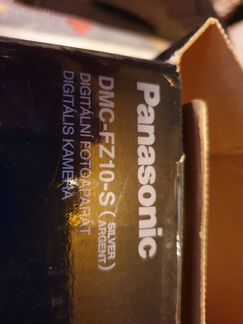 Panasonic
DMC-FZ10-S (SILVER ARGENT)
DIGITÁLNÍ FOTOAPARÁT
DIGITÁLIS KAMERA